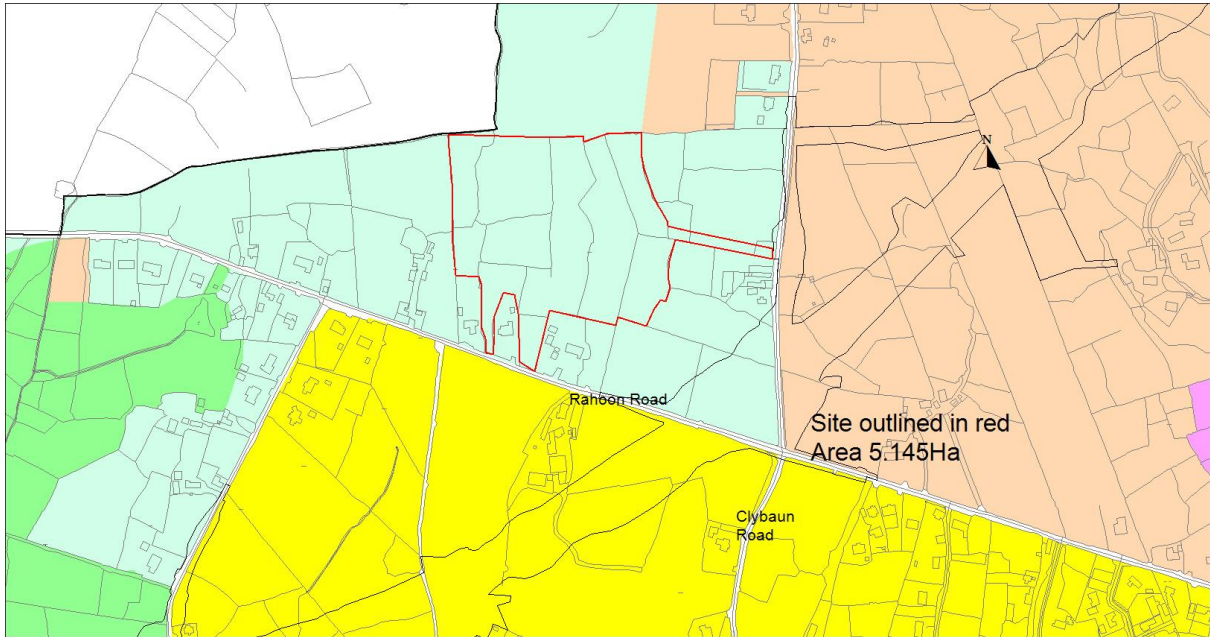 N
Rahoon Road
Site outlined in red
Area 5.145Ha
Clybaun
Road